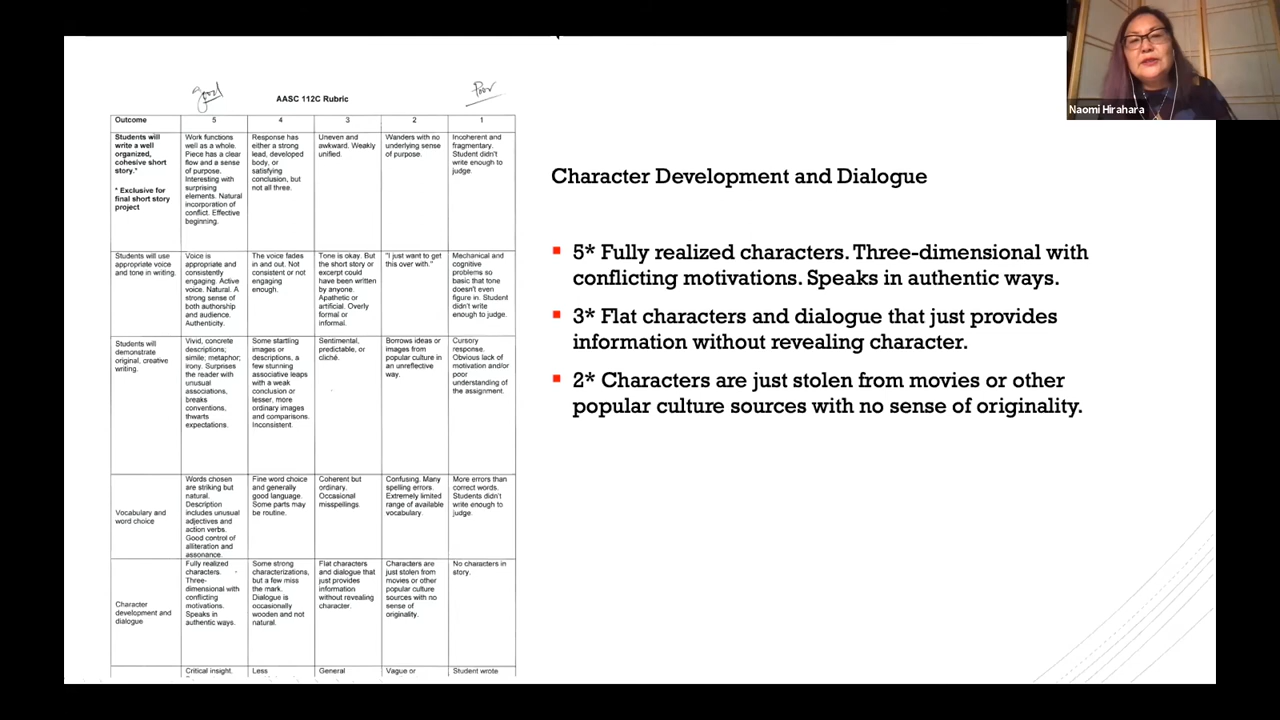 good
Poor
AASC 112C Rubric
Outcome
5
4
3
2
1
Students will
write a well
organized,
cohesive short
story.*
* Exclusive for
final short story
project
Work functions
well as a whole.
Piece has a clear
flow and a sense
of purpose.
Interesting with
surprising
elements. Natural
incorporation of
conflict. Effective
beginning.
Response has
either a strong
lead, developed
body, or
satisfying
conclusion, but
not all three.
Uneven and
awkward. Weakly
unified.
Wanders with no
underlying sense
of purpose.
Incoherent and
fragmentary.
Student didn't
write enough to
judge.
Students will use
appropriate voice
and tone in writing.
Voice is
appropriate and
consistently
engaging. Active
voice. Natural. A
strong sense of
both authorship
and audience.
Authenticity.
The voice fades
in and out. Not
consistent or not
engaging
enough.
Tone is okay. But
the short story or
excerpt could
have been written
by anyone.
Apathetic or
artificial. Overly
formal or
informal.
"I just want to get
this over with."
Mechanical and
cognitive
problems so
basic that tone
doesn't even
figure in. Student
didn't write
enough to judge.
Students will
demonstrate
original, creative
writing.
Vivid, concrete
descriptions;
simile; metaphor;
irony. Surprises
the reader with
unusual
associations,
breaks
conventions,
thwarts
expectations.
Some startling
images or
descriptions, a
few stunning
associative leaps
with a weak
conclusion or
lesser, more
ordinary images
and comparisons.
Inconsistent.
Sentimental,
predictable, or
cliché.
Borrows ideas or
images from
popular culture in
an unreflective
way.
Cursory
response.
Obvious lack of
motivation and/or
poor
understanding of
the assignment.
Vocabulary and
word choice
Words chosen
are striking but
natural.
Description
includes unusual
adjectives and
action verbs.
Good control of
alliteration and
assonance.
Fine word choice
and generally
good language.
Some parts may
be routine.
Coherent but
ordinary.
Occasional
misspellings.
Confusing. Many
spelling errors.
Extremely limited
range of available
vocabulary.
More errors than
correct words.
Students didn't
write enough to
judge.
Character
development and
dialogue
Fully realized
characters.
Three-
dimensional with
conflicting
motivations.
Speaks in
authentic ways.
Some strong
characterizations,
but a few miss
the mark.
Dialogue is
occasionally
wooden and not
natural.
Flat characters
and dialogue that
just provides
information
without revealing
character.
Characters are
just stolen from
movies or other
popular culture
sources with no
sense of
originality.
No characters in
story.
Critical insight.
Less
General
Vague or
Student wrote
Character Development and Dialogue
5* Fully realized characters. Three-dimensional with
conflicting motivations. Speaks in authentic ways.
3* Flat characters and dialogue that just provides
information without revealing character.
2* Characters are just stolen from movies or other
popular culture sources with no sense of originality.
Naomi Hirahara